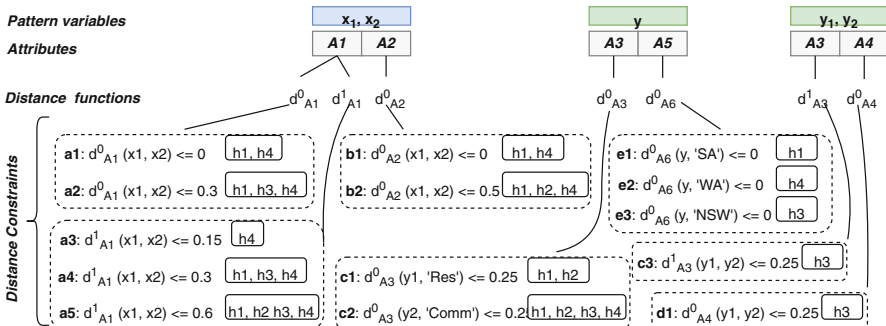 Pattern variables x1, x2 y y1, y2
Attributes A1 A2 A3 A5 A3 A4
Distance functions d0A1 d1A1 d0A2 d0A3 d0A6 d1A3 d0A4
Distance Constraints
a1: d0A1 (x1, x2) <= 0 h1, h4
a2: d0A1 (x1, x2) <= 0.3 h1, h3, h4
b1: d0A2 (x1, x2) <= 0 h1, h4
b2: d0A2 (x1, x2) <= 0.5 h1, h2, h4
e1: d0A6 (y, 'SA') <= 0 h1
e2: d0A6 (y, 'WA') <= 0 h4
e3: d0A6 (y, 'NSW') <= 0 h3
a3: d1A1 (x1, x2) <= 0.15 h4
a4: d1A1 (x1, x2) <= 0.3 h1, h3, h4
a5: d1A1 (x1, x2) <= 0.6 h1, h2 h3, h4
c1: d0A3 (y1, 'Res') <= 0.25 h1, h2
c2: d0A3 (y2, 'Comm') <= h1, h2, h3, h4
c3: d1A3 (y1, y2) <= 0.25 h3
d1: d0A4 (y1, y2) <= 0.25 h3